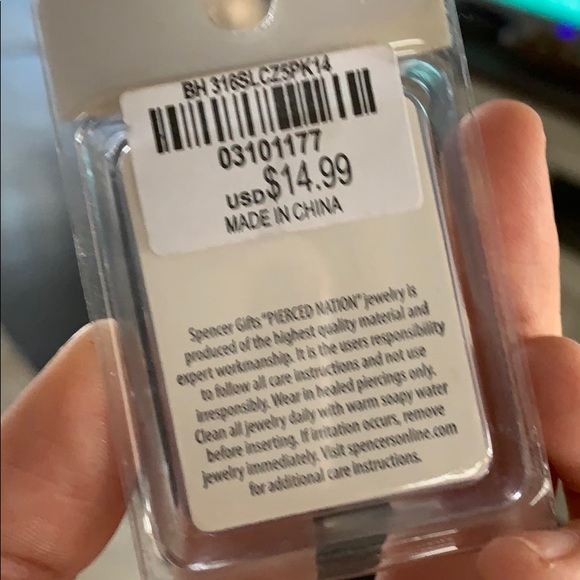 BH 316SLCZ5PK14
03101177
USD$14.99
MADE IN CHINA
Spencer Gifts "PIERCED NATION" Jewelry is
produced of the highest quality material and
expert workmanship. It is the users responsibility
to follow all care instructions and not use
irresponsibly. Wear in healed piercings only.
Clean all jewelry daily with warm soapy water
before inserting. If irritation occurs, remove
jewelry immediately. Visit spencersonline.com
for additional care instructions.